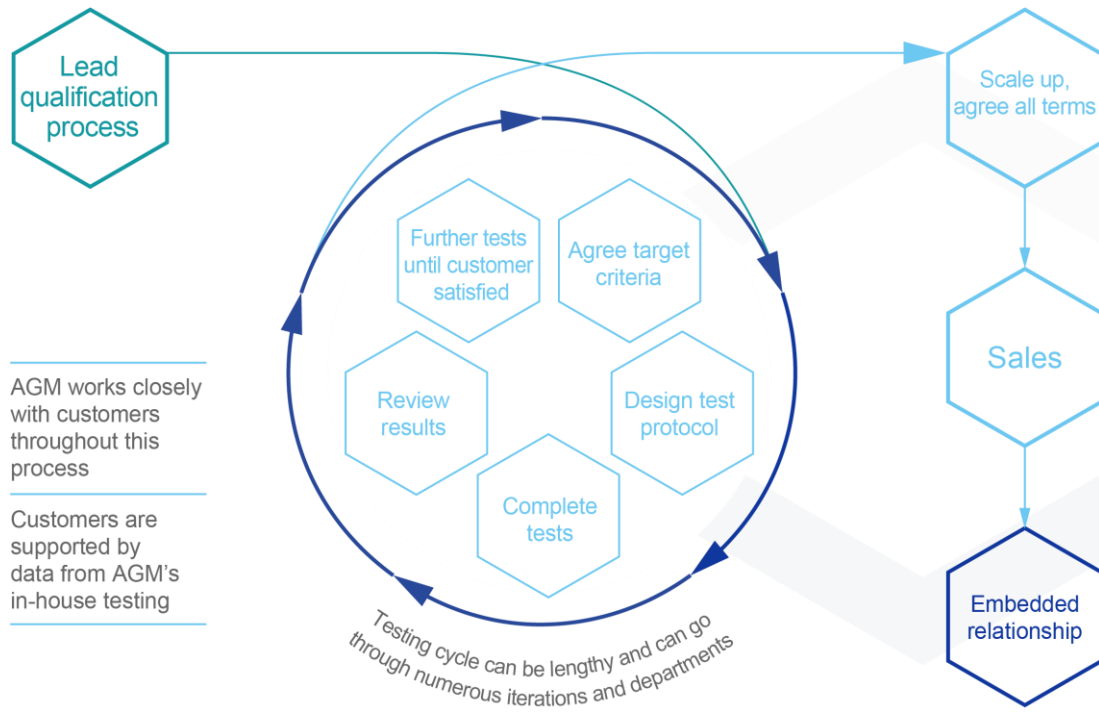 Lead
qualification
process
Scale up,
agree all terms
Further tests
until customer
satisfied
Agree target
criteria
Review
results
Design test
protocol
Complete
tests
Sales
AGM works closely
with customers
throughout this
process
Customers are
supported by
data from AGM’s
in-house testing
Embedded
relationship
Testing cycle can be lengthy and can go
through numerous iterations and departments